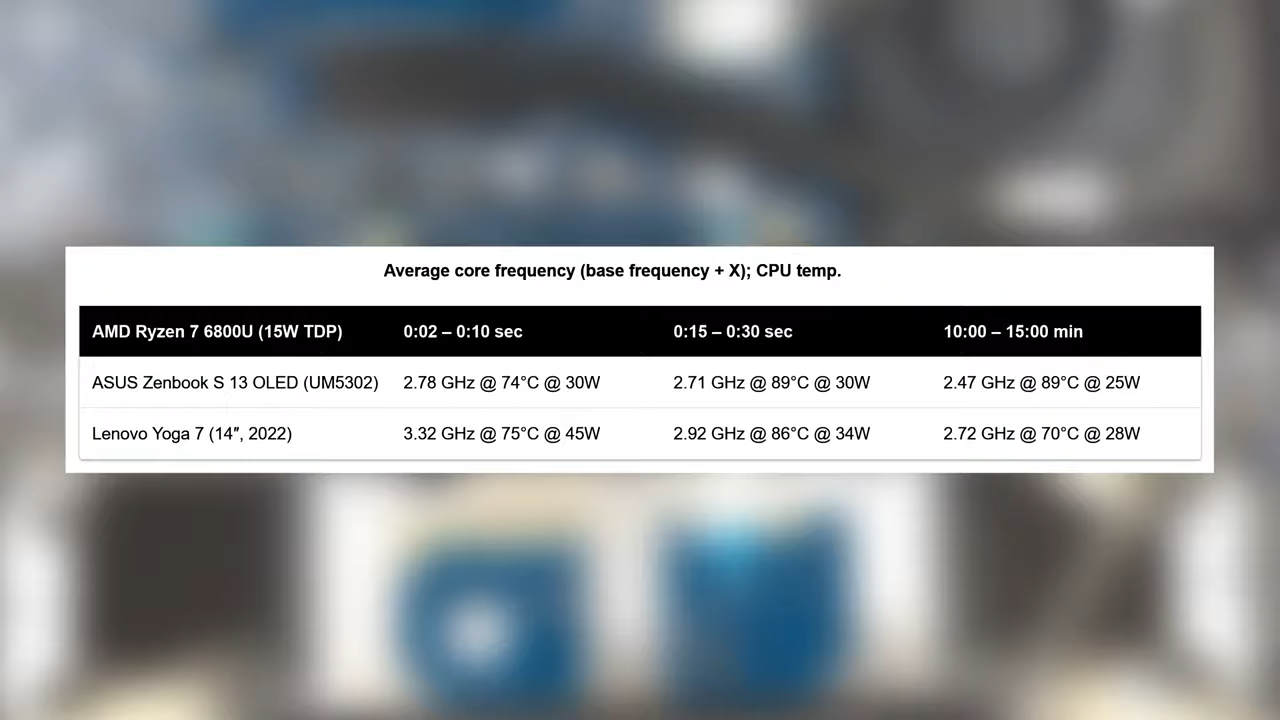 Average core frequency (base frequency + X); CPU temp.
AMD Ryzen 7 6800U (15W TDP) 0:02 – 0:10 sec 0:15 – 0:30 sec 10:00 – 15:00 min
ASUS Zenbook S 13 OLED (UM5302) 2.78 GHz @ 74°C @ 30W 2.71 GHz @ 89°C @ 30W 2.47 GHz @ 89°C @ 25W
Lenovo Yoga 7 (14″, 2022) 3.32 GHz @ 75°C @ 45W 2.92 GHz @ 86°C @ 34W 2.72 GHz @ 70°C @ 28W